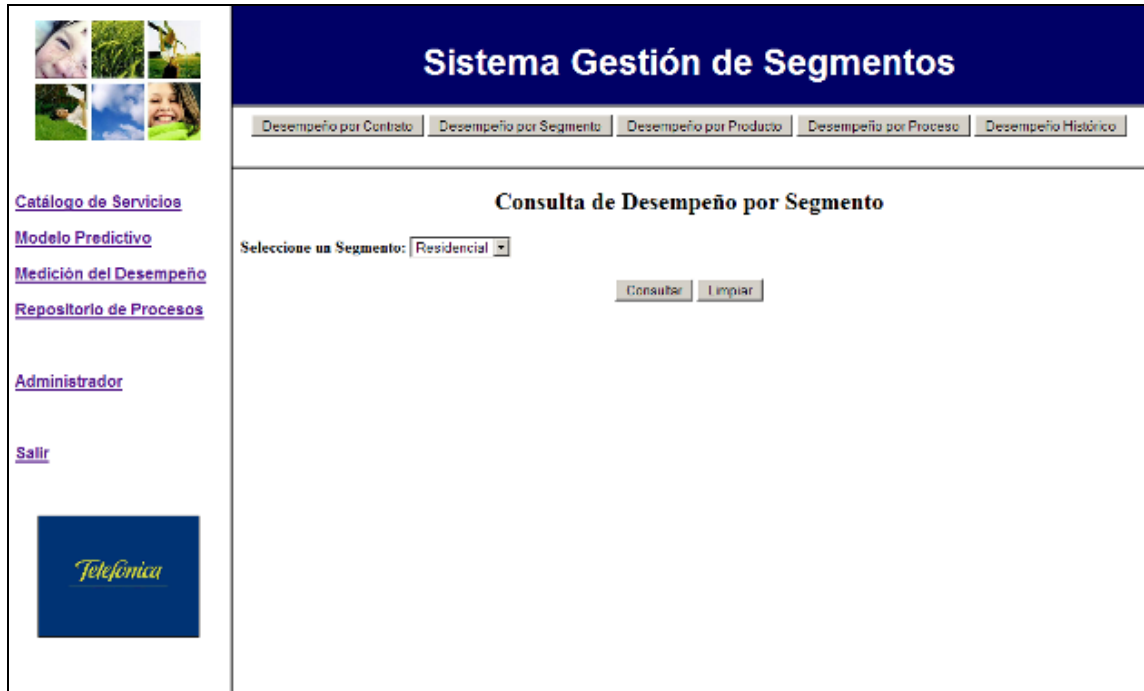 Sistema Gestión de Segmentos
Desempeño por Contrato
Desempeño por Segmento
Desempeño por Producto
Desempeño por Proceso
Desempeño Histórico
Catálogo de Servicios
Modelo Predictivo
Medición del Desempeño
Repositorio de Procesos
Administrador
Salir
Telefónica
Consulta de Desempeño por Segmento
Seleccione un Segmento: Residencial
Consultar
Limpiar